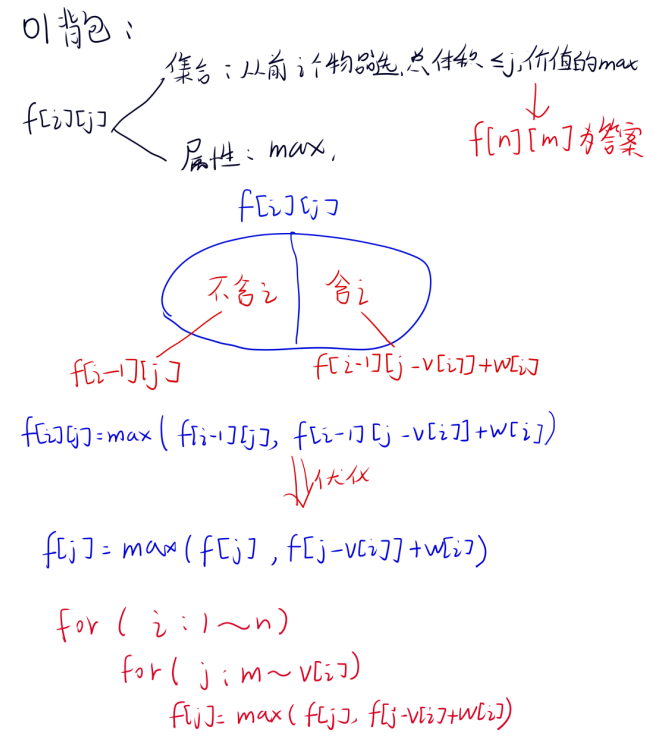 01背包：
集合：从前i个物品选，总体积≤j，价值的max
f[i][j]
f[n][m]为答案
属性：max，
f[i][j]
不含i 含i
f[i-1][j] f[i-1][j-v[i]]+w[i]
f[i][j]=max(f[i-1][j], f[i-1][j-v[i]]+w[i])
优化
f[j]=max(f[j], f[j-v[i]]+w[i])
for(i:1~n)
for(j:m~v[i])
f[j]=max(f[j], f[j-v[i]+w[i])